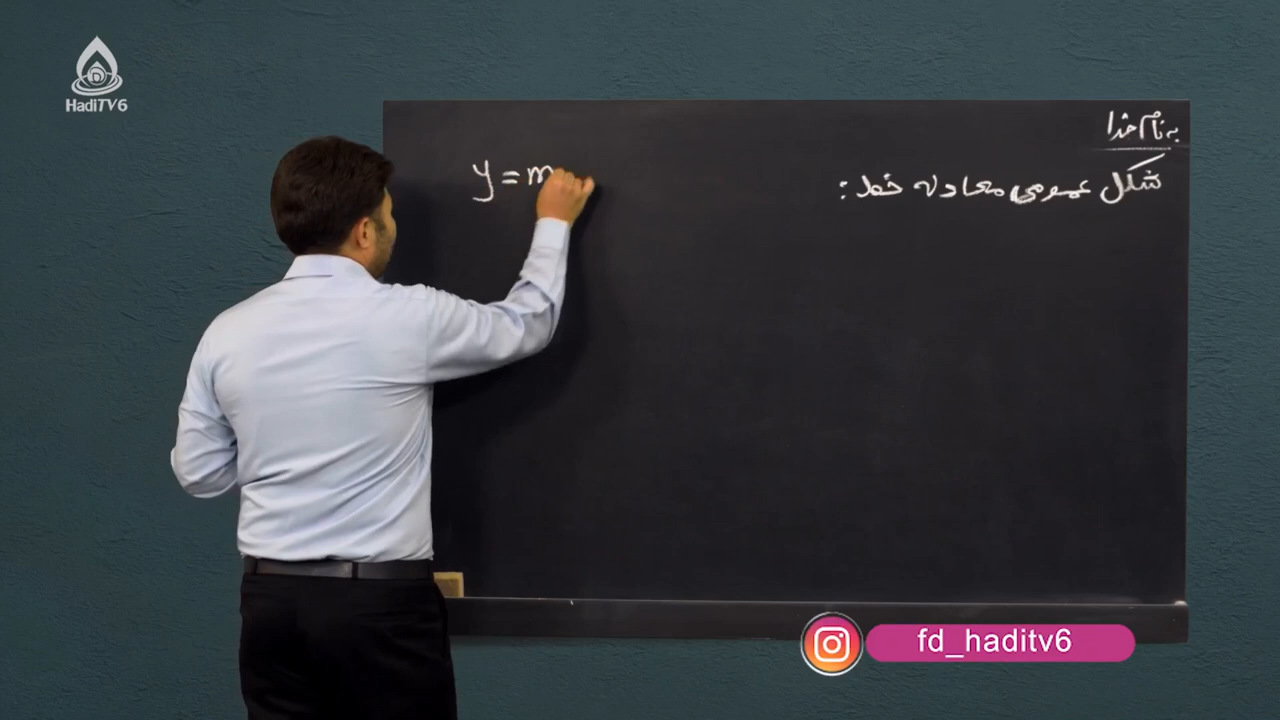 HadiTV6
به نام خدا
شکل عمومی معادله خط :
y = m
fd_haditv6